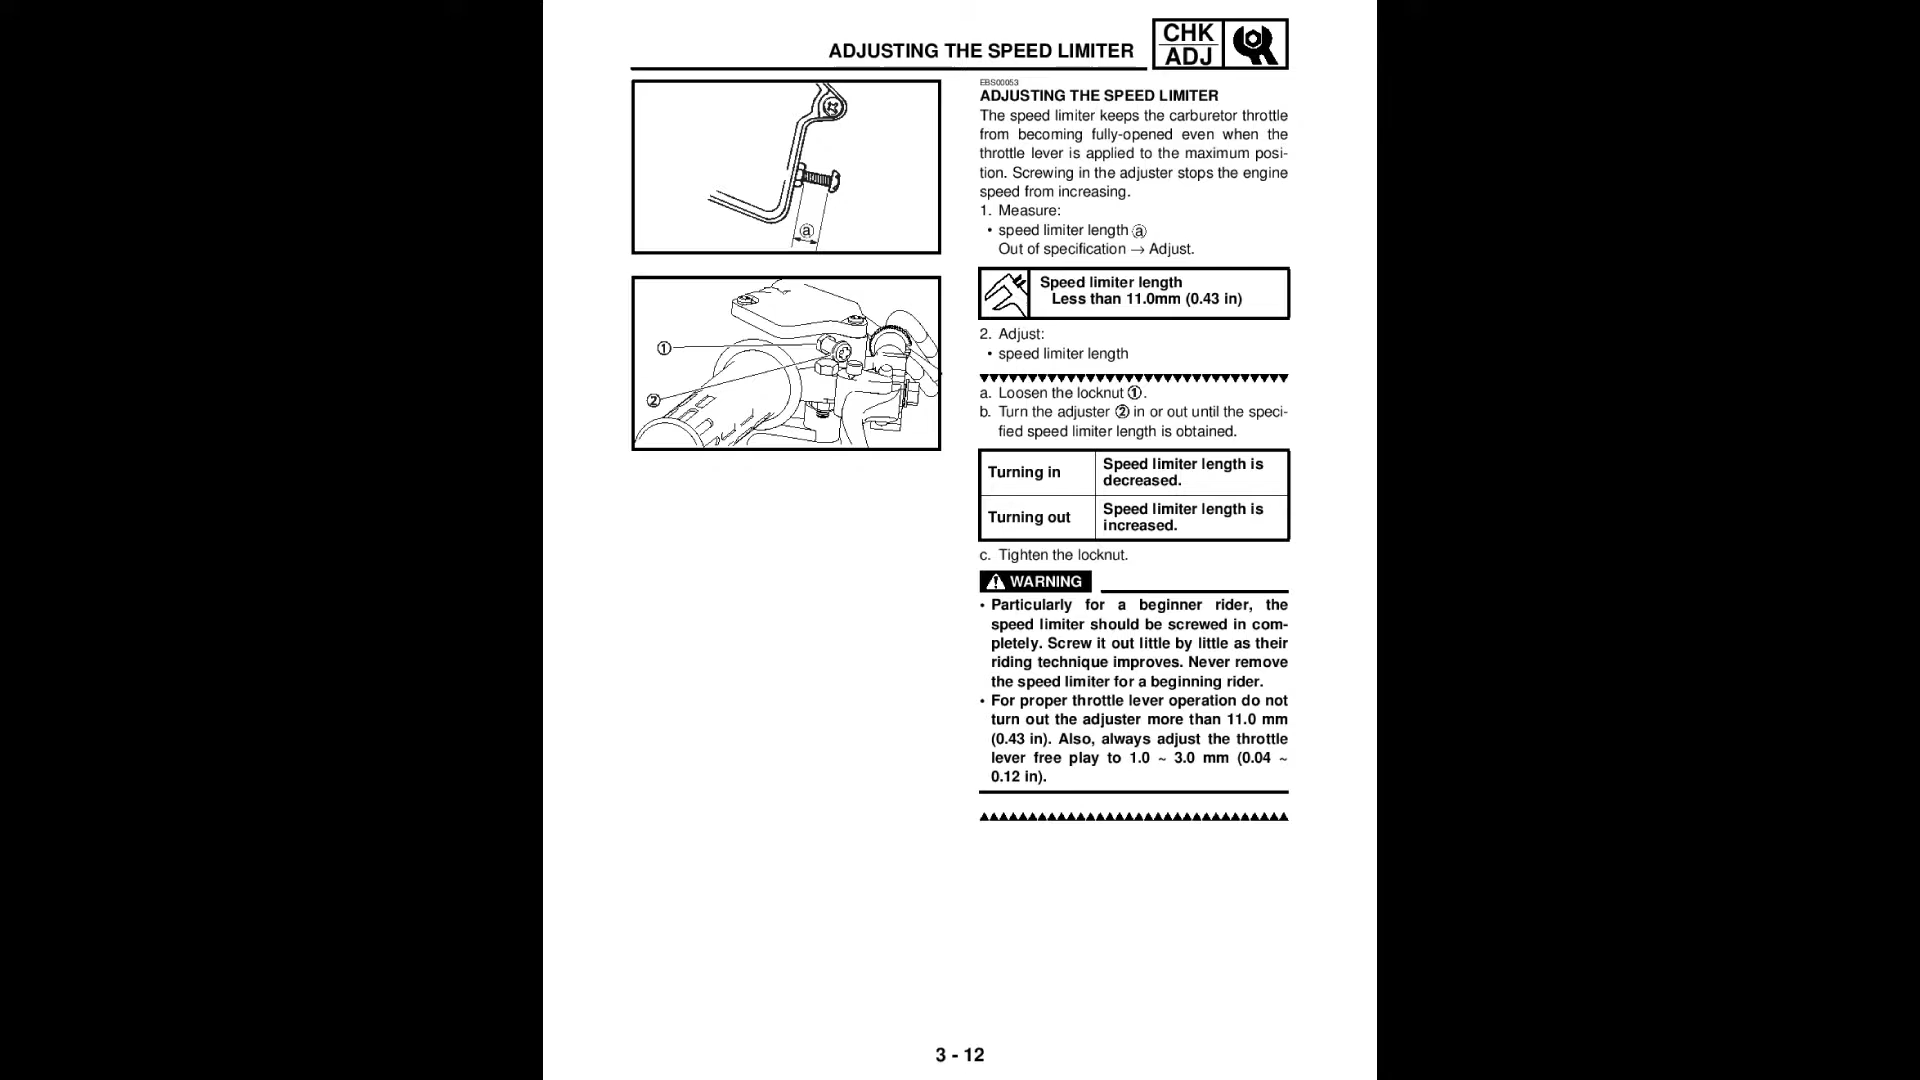 ADJUSTING THE SPEED LIMITER
CHK
ADJ
a
1
2
EBS00053
ADJUSTING THE SPEED LIMITER
The speed limiter keeps the carburetor throttle
from becoming fully-opened even when the
throttle lever is applied to the maximum posi-
tion. Screwing in the adjuster stops the engine
speed from increasing.
1. Measure:
• speed limiter length ⓐ
Out of specification → Adjust.
Speed limiter length
Less than 11.0mm (0.43 in)
2. Adjust:
• speed limiter length
a. Loosen the locknut ①.
b. Turn the adjuster ② in or out until the speci-
fied speed limiter length is obtained.
Turning in
Speed limiter length is
decreased.
Turning out
Speed limiter length is
increased.
c. Tighten the locknut.
WARNING
• Particularly for a beginner rider, the
speed limiter should be screwed in com-
pletely. Screw it out little by little as their
riding technique improves. Never remove
the speed limiter for a beginning rider.
• For proper throttle lever operation do not
turn out the adjuster more than 11.0 mm
(0.43 in). Also, always adjust the throttle
lever free play to 1.0 ~ 3.0 mm (0.04 ~
0.12 in).
3 - 12